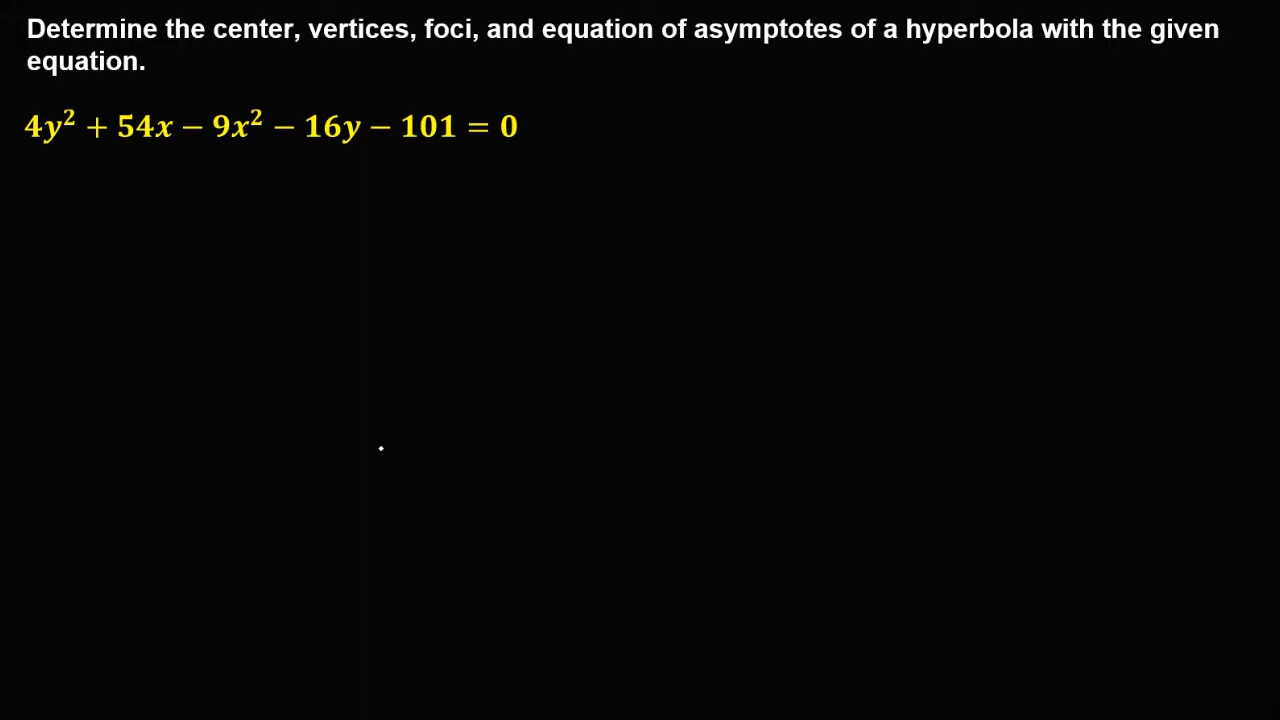 Determine the center, vertices, foci, and equation of asymptotes of a hyperbola with the given
equation.
4y² + 54x − 9x² − 16y − 101 = 0